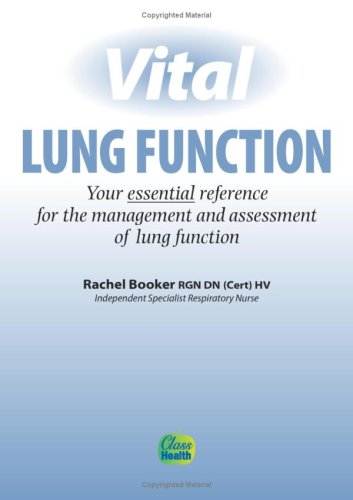 Copyrighted Material
Vital
LUNG FUNCTION
Your essential reference
for the management and assessment
of lung function
Rachel Booker RGN DN (Cert) HV
Independent Specialist Respiratory Nurse
Class
Health
Copyrighted Material